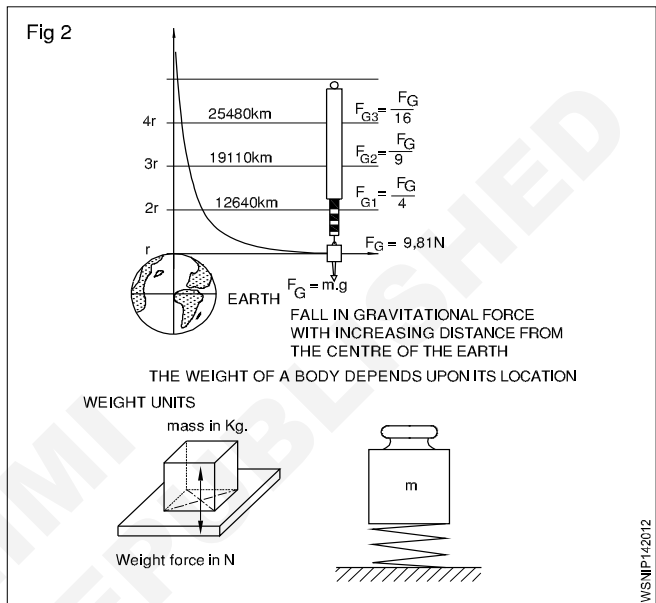 Fig 2
4r 25480km F_G3 = F_G/16
3r 19110km F_G2 = F_G/9
2r 12640km F_G1 = F_G/4
r F_G = 9,81N
EARTH F_G = m.g
FALL IN GRAVITATIONAL FORCE
WITH INCREASING DISTANCE FROM
THE CENTRE OF THE EARTH
THE WEIGHT OF A BODY DEPENDS UPON ITS LOCATION
WEIGHT UNITS
mass in Kg.
m
Weight force in N
WSNIP142012